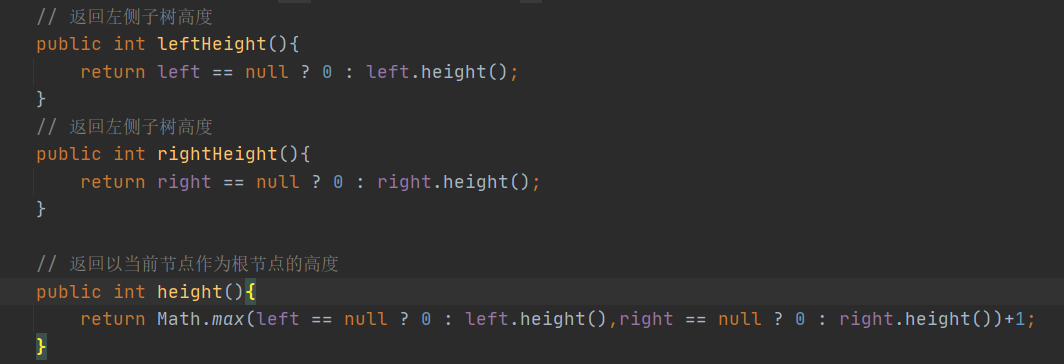 // 返回左侧子树高度
public int leftHeight(){
    return left == null ? 0 : left.height();
}
// 返回左侧子树高度
public int rightHeight(){
    return right == null ? 0 : right.height();
}
// 返回以当前节点作为根节点的高度
public int height(){
    return Math.max(left == null ? 0 : left.height(),right == null ? 0 : right.height())+1;
}